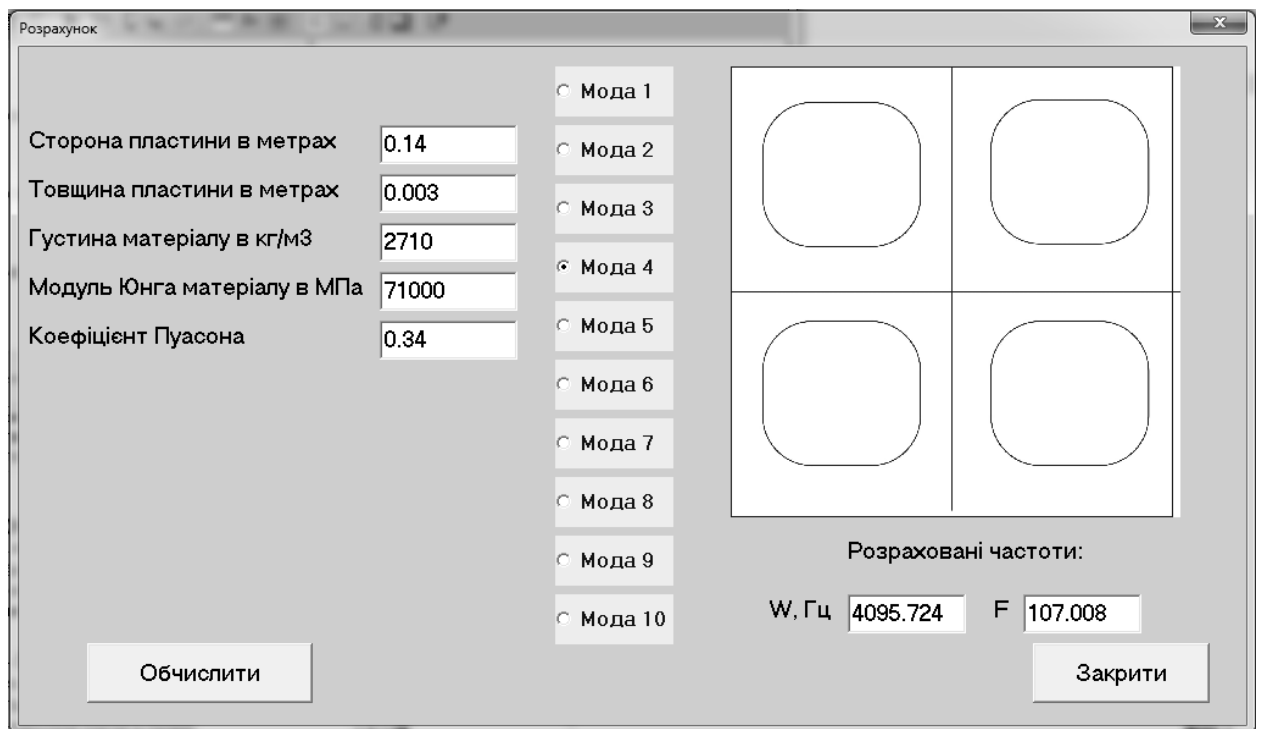 Розрахунок
x
Сторона пластини в метрах 0.14
Товщина пластини в метрах 0.003
Густина матеріалу в кг/м3 2710
Модуль Юнга матеріалу в МПа 71000
Коефіцієнт Пуасона 0.34
Мода 1
Мода 2
Мода 3
Мода 4
Мода 5
Мода 6
Мода 7
Мода 8
Мода 9
Мода 10
Розраховані частоти:
W, Гц 4095.724 F 107.008
Обчислити
Закрити